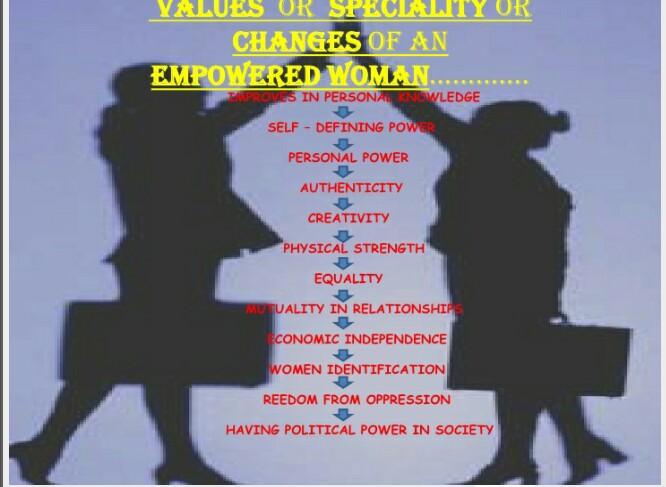 VALUES OR SPECIALITY OR
CHANGES OF AN
EMPOWERED WOMAN.............
IMPROVES IN PERSONAL KNOWLEDGE
SELF – DEFINING POWER
PERSONAL POWER
AUTHENTICITY
CREATIVITY
PHYSICAL STRENGTH
EQUALITY
MUTUALITY IN RELATIONSHIPS
ECONOMIC INDEPENDENCE
WOMEN IDENTIFICATION
REEDOM FROM OPPRESSION
HAVING POLITICAL POWER IN SOCIETY